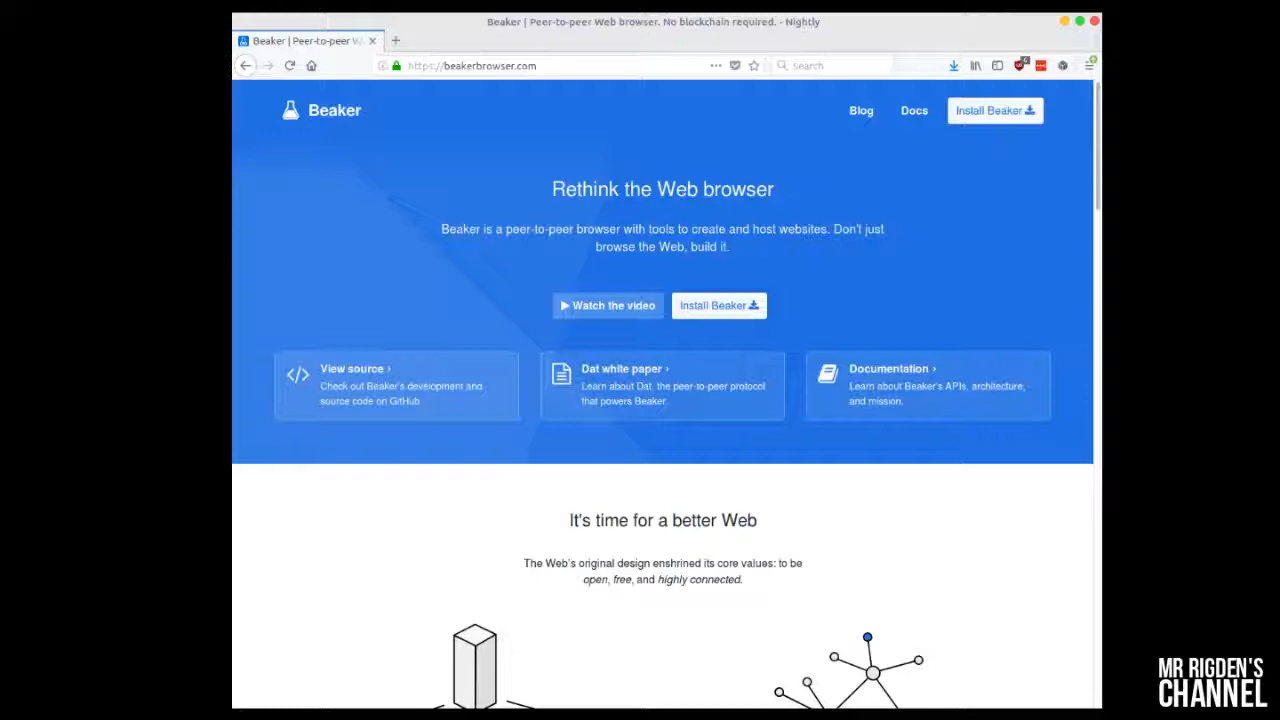 Beaker | Peer-to-peer Web browser. No blockchain required. - Nightly
Beaker | Peer-to-peer W
https://beakerbrowser.com
Search
Beaker
Blog
Docs
Install Beaker
Rethink the Web browser
Beaker is a peer-to-peer browser with tools to create and host websites. Don't just
browse the Web, build it.
Watch the video
Install Beaker
View source ›
Check out Beaker's development and
source code on GitHub
Dat white paper ›
Learn about Dat, the peer-to-peer protocol
that powers Beaker
Documentation ›
Learn about Beaker's APIs, architecture,
and mission.
It's time for a better Web
The Web's original design enshrined its core values: to be
open, free, and highly connected.
MR RIGDEN'S
CHANNEL